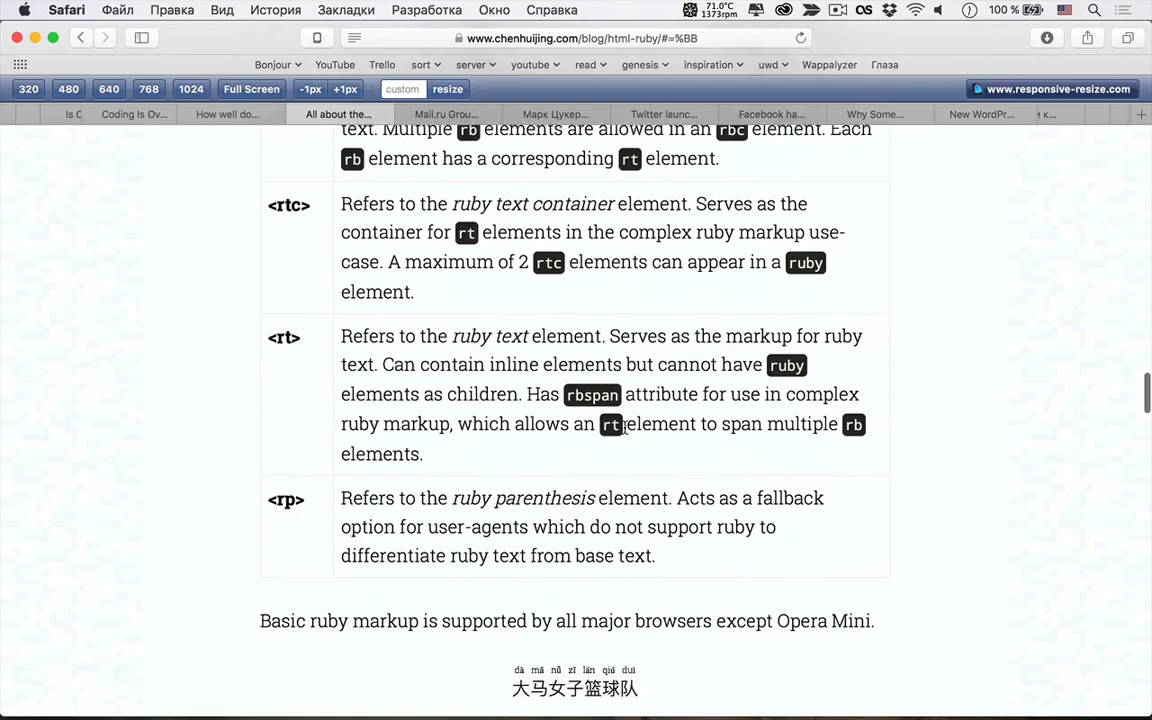 Safari Файл Правка Вид История Закладки Разработка Окно Справка 71.0°C 1373rpm 100 %
www.chenhuijing.com/blog/html-ruby/#=%BB
Bonjour YouTube Trello sort server youtube read genesis inspiration uwd Wappalyzer Глаза
320 480 640 768 1024 Full Screen -1px +1px custom resize www.responsive-resize.com
Is C Coding Is Ov... How well do... All about the... Mail.ru Grou... Марк Цукер... Twitter launc... Facebook ha... Why Some... New WordPr... и к...
text. Multiple rb elements are allowed in an rbc element. Each
rb element has a corresponding rt element.
<rtc> Refers to the ruby text container element. Serves as the
container for rt elements in the complex ruby markup use-
case. A maximum of 2 rtc elements can appear in a ruby
element.
<rt> Refers to the ruby text element. Serves as the markup for ruby
text. Can contain inline elements but cannot have ruby
elements as children. Has rbspan attribute for use in complex
ruby markup, which allows an rt element to span multiple rb
elements.
<rp> Refers to the ruby parenthesis element. Acts as a fallback
option for user-agents which do not support ruby to
differentiate ruby text from base text.
Basic ruby markup is supported by all major browsers except Opera Mini.
dà mǎ nǚ zǐ lán qiú duì
大马女子篮球队